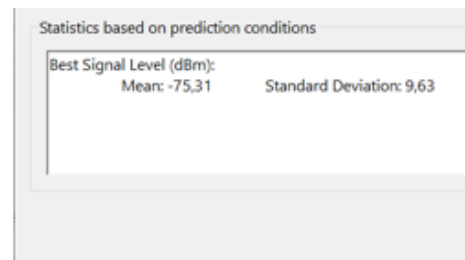 Statistics based on prediction conditions
Best Signal Level (dBm):
Mean: -75,31 Standard Deviation: 9,63